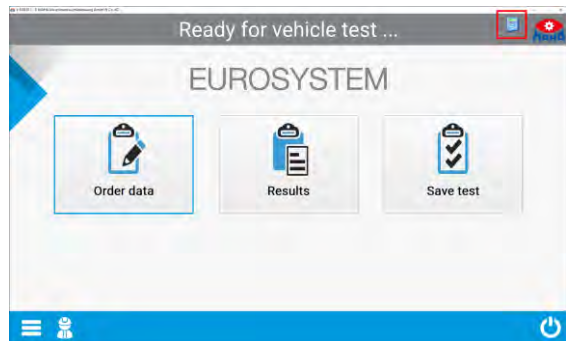 Ready for vehicle test ...
EUROSYSTEM
Order data
Results
Save test